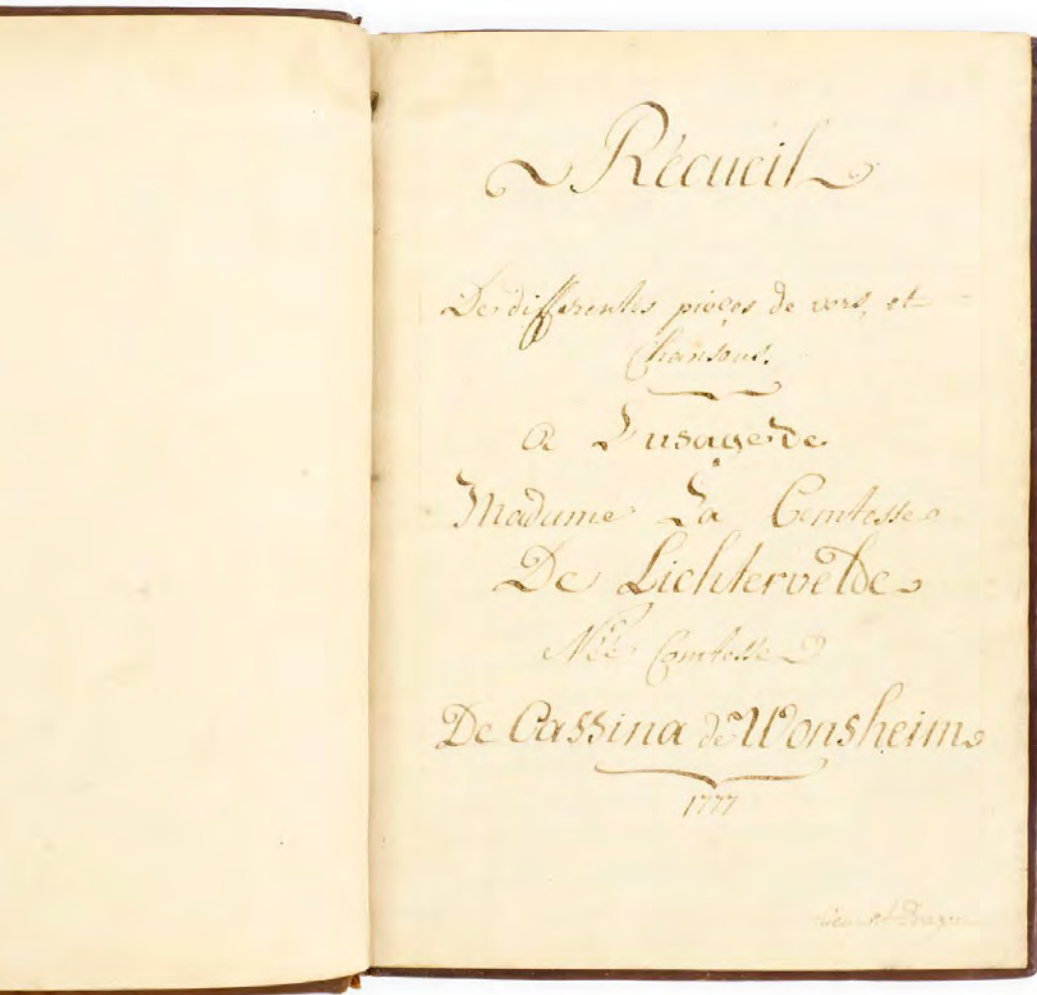 Récueil
De differentes pièces de vers, et
Chansons.
A L'usage de
Madame La Comtesse
De Lichtervelde
Née Comtesse
De Cassina de Wonsheim
1777